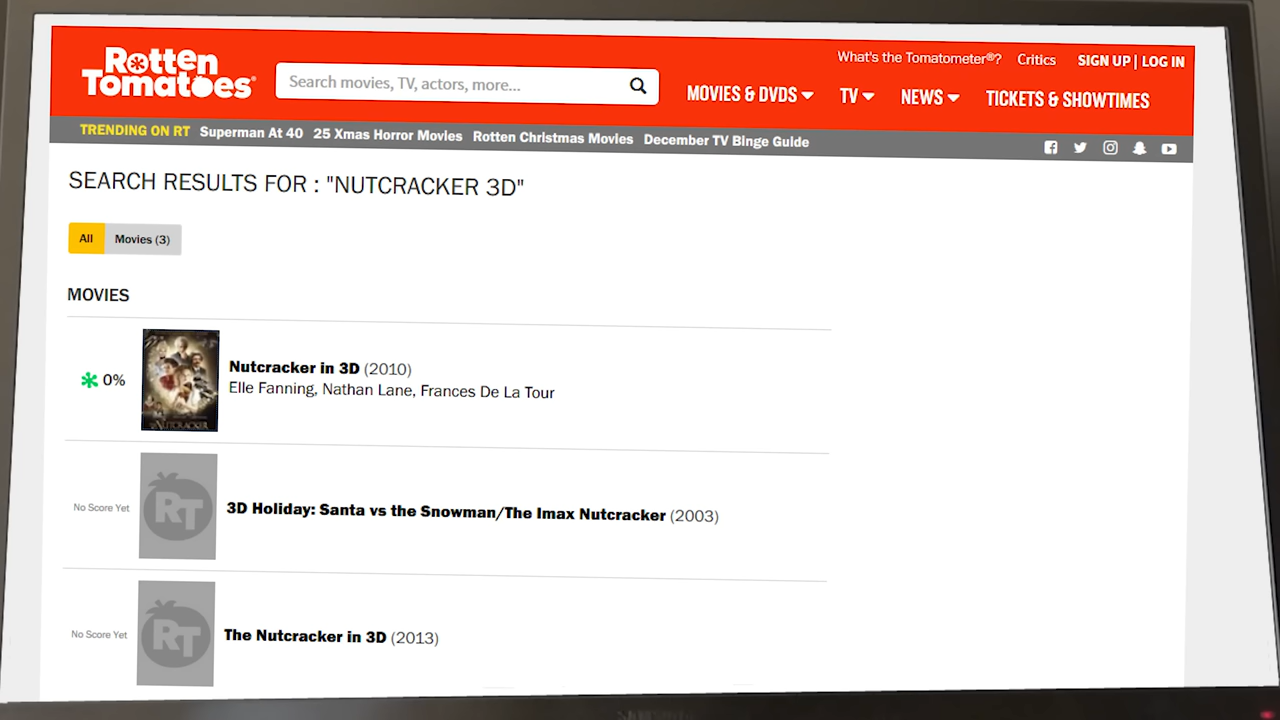 What's the Tomatometer®? Critics SIGN UP | LOG IN
Rotten
Tomatoes®
Search movies, TV, actors, more...
MOVIES & DVDS TV NEWS TICKETS & SHOWTIMES
TRENDING ON RT Superman At 40 25 Xmas Horror Movies Rotten Christmas Movies December TV Binge Guide
SEARCH RESULTS FOR : "NUTCRACKER 3D"
All Movies (3)
MOVIES
0%
Nutcracker in 3D (2010)
Elle Fanning, Nathan Lane, Frances De La Tour
NUTCRACKER
No Score Yet
RT
3D Holiday: Santa vs the Snowman/The Imax Nutcracker (2003)
No Score Yet
RT
The Nutcracker in 3D (2013)